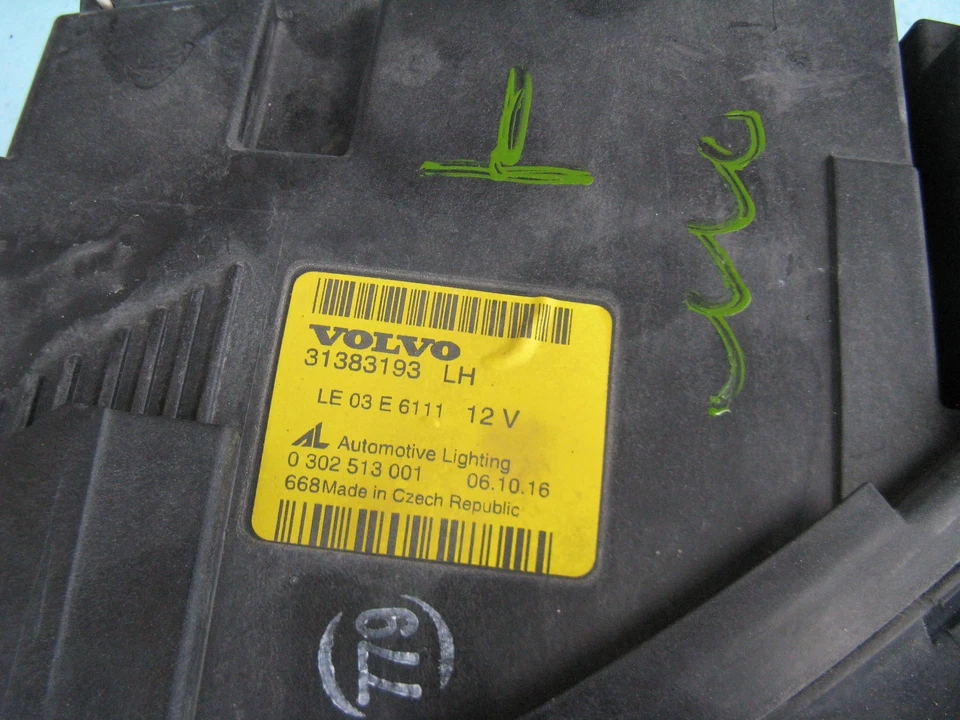 VOLVO
31383193 LH
LE 03 E 6111 12 V
AL Automotive Lighting
0 302 513 001 06.10.16
668 Made in Czech Republic